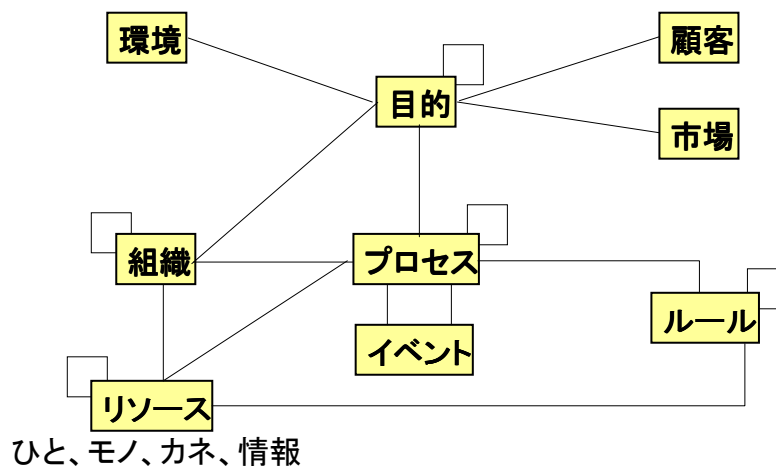 環境
顧客
目的
市場
組織
プロセス
ルール
イベント
リソース
ひと、モノ、カネ、情報